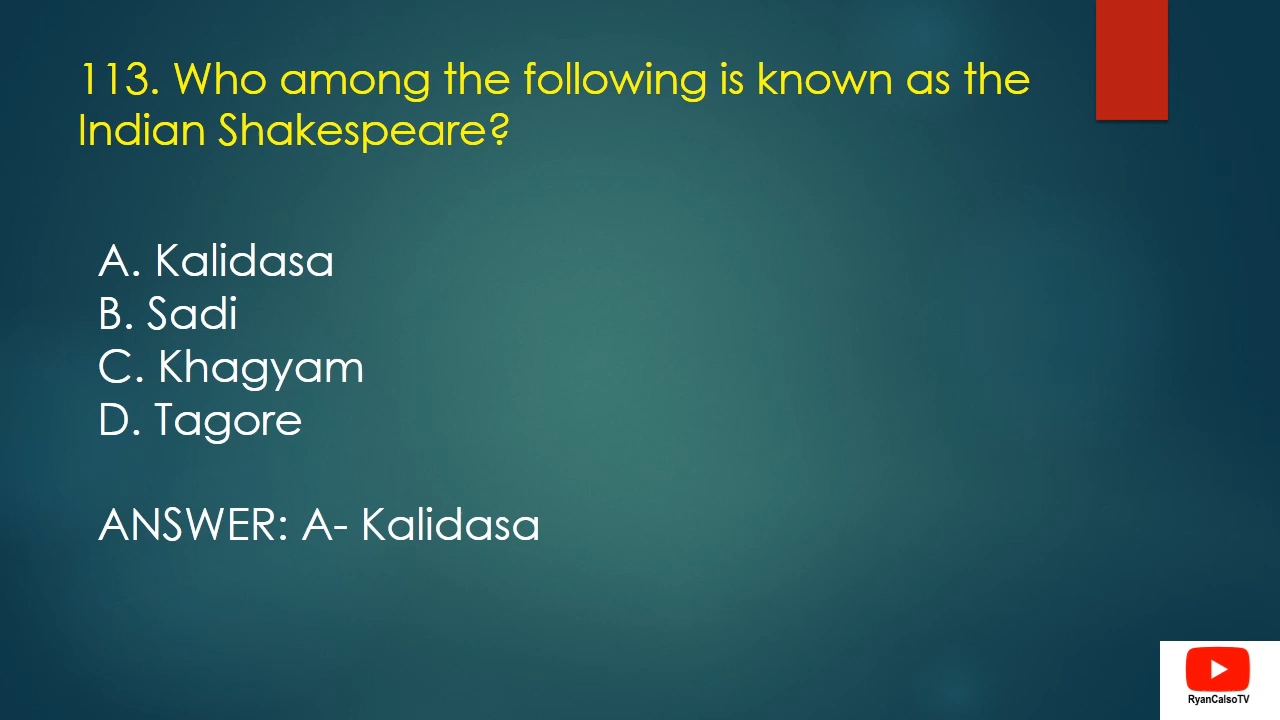 113. Who among the following is known as the
Indian Shakespeare?
A. Kalidasa
B. Sadi
C. Khagyam
D. Tagore
ANSWER: A- Kalidasa
RyanCalsoTV